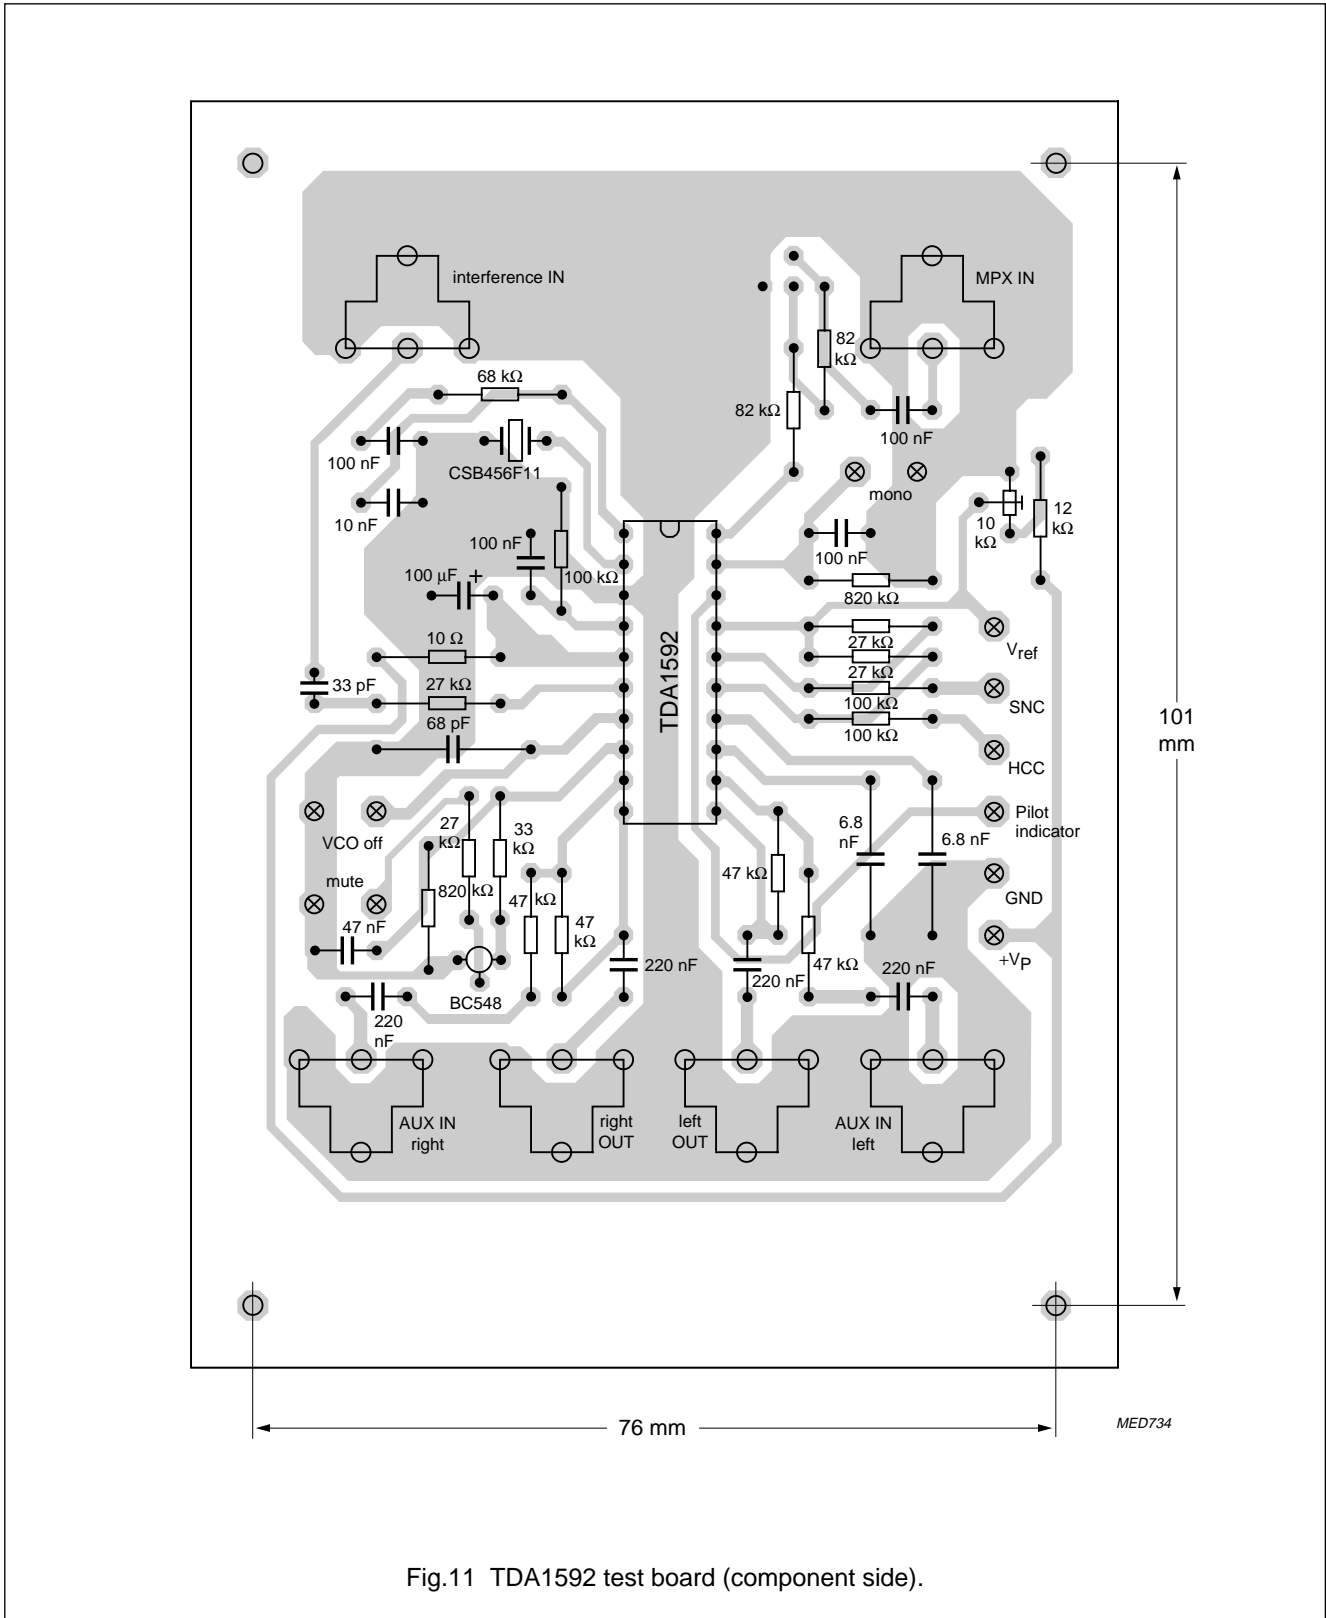 interference IN
MPX IN
82
kΩ
68 kΩ
82 kΩ
100 nF
100 nF
CSB456F11
mono
10 nF
10
kΩ
12
kΩ
100 nF
100 nF
100 kΩ
100 µF +
820 kΩ
TDA1592
10 Ω
27 kΩ
Vref
27 kΩ
33 pF
27 kΩ
100 kΩ
SNC
101
mm
68 pF
100 kΩ
HCC
VCO off
27
kΩ
33
kΩ
6.8
nF
6.8 nF
Pilot
indicator
mute
820 kΩ
47 kΩ
47
kΩ
47 kΩ
GND
47 nF
220 nF
220 nF
47 kΩ
220 nF
+VP
BC548
220
nF
AUX IN
right
right
OUT
left
OUT
AUX IN
left
76 mm
MED734
Fig.11 TDA1592 test board (component side).